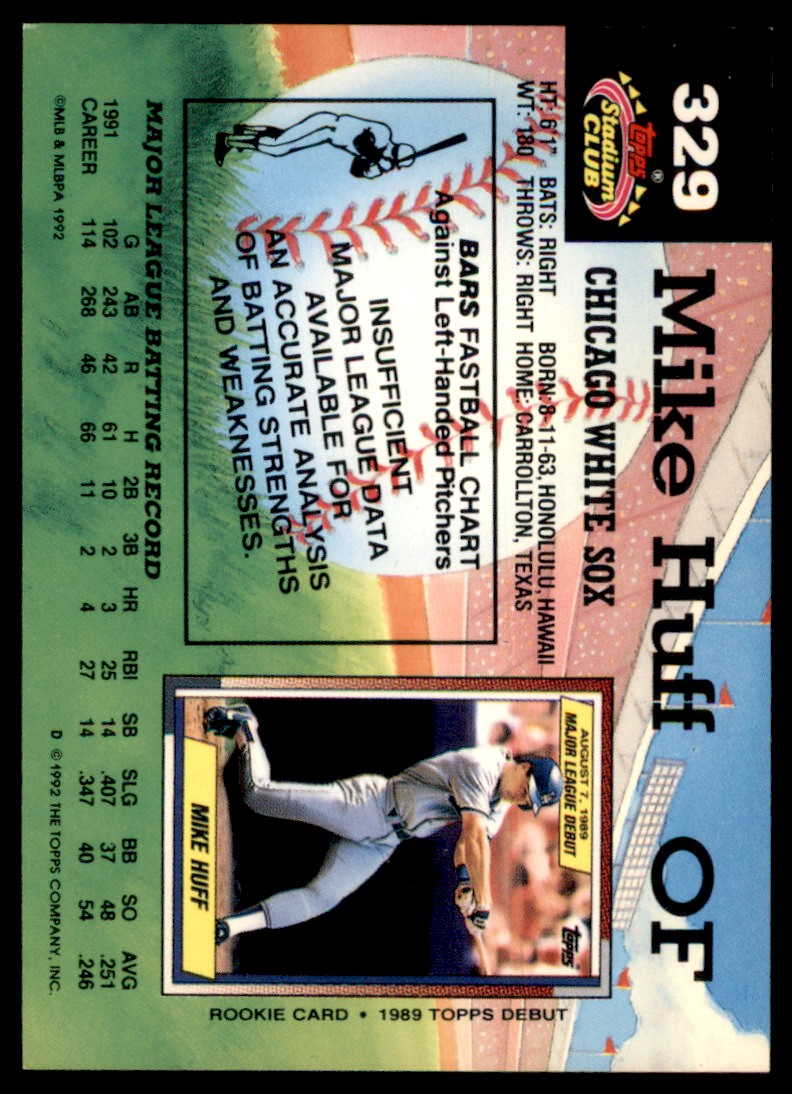 329
Topps®
Stadium
CLUB
Mike Huff OF
CHICAGO WHITE SOX
HT: 6'1" BATS: RIGHT BORN: 8-11-63, HONOLULU, HAWAII
WT: 180 THROWS: RIGHT HOME: CARROLLTON, TEXAS
BARS FASTBALL CHART
Against Left-Handed Pitchers
INSUFFICIENT
MAJOR LEAGUE DATA
AVAILABLE FOR
AN ACCURATE ANALYSIS
OF BATTING STRENGTHS
AND WEAKNESSES.
AUGUST 7, 1989
MAJOR LEAGUE DEBUT
Topps
MIKE HUFF
ROOKIE CARD • 1989 TOPPS DEBUT
MAJOR LEAGUE BATTING RECORD
G AB R H 2B 3B HR RBI SB SLG BB SO AVG
1991 102 243 42 61 10 2 3 25 14 .407 37 48 .251
CAREER 114 268 46 66 11 2 4 27 14 .347 40 54 .246
©MLB & MLBPA 1992 D ©1992 THE TOPPS COMPANY, INC.